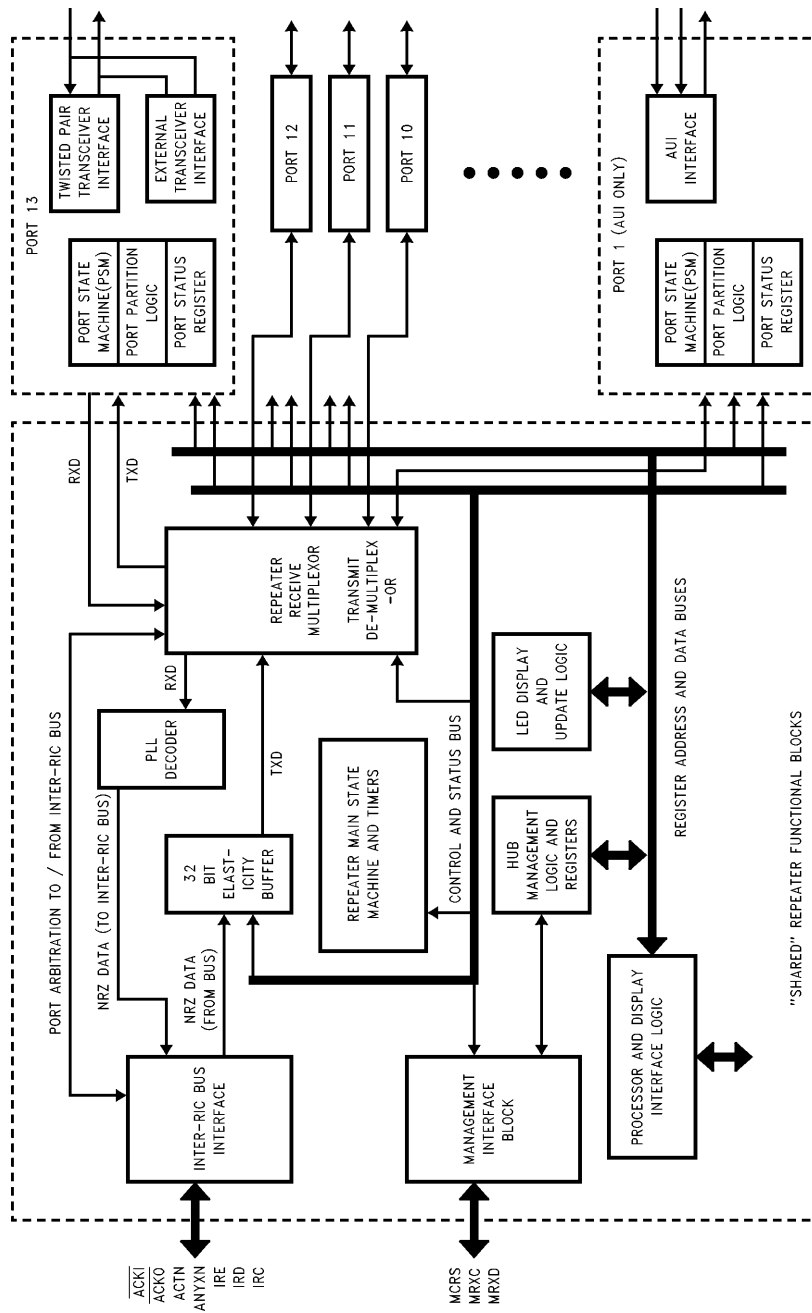 PORT 13
TWISTED PAIR
TRANSCEIVER
INTERFACE
EXTERNAL
TRANSCEIVER
INTERFACE
PORT STATE
MACHINE(PSM)
PORT PARTITION
LOGIC
PORT STATUS
REGISTER
PORT 12
PORT 11
PORT 10
PORT 1 (AUI ONLY)
AUI
INTERFACE
PORT STATE
MACHINE(PSM)
PORT PARTITION
LOGIC
PORT STATUS
REGISTER
RXD
TXD
REPEATER
RECEIVE
MULTIPLEXOR
TRANSMIT
DE-MULTIPLEX
-OR
PORT ARBITRATION TO / FROM INTER-RIC BUS
RXD
PLL
DECODER
NRZ DATA (TO INTER-RIC BUS)
TXD
32
BIT
ELAST-
ICITY
BUFFER
NRZ DATA
(FROM BUS)
REPEATER MAIN STATE
MACHINE AND TIMERS
CONTROL AND STATUS BUS
LED DISPLAY
AND
UPDATE LOGIC
HUB
MANAGEMENT
LOGIC AND
REGISTERS
REGISTER ADDRESS AND DATA BUSES
INTER-RIC BUS
INTERFACE
MANAGEMENT
INTERFACE
BLOCK
PROCESSOR AND DISPLAY
INTERFACE LOGIC
"SHARED" REPEATER FUNCTIONAL BLOCKS
ACKI
ACKO
ACTN
ANYXN
IRE
IRD
IRC
MCRS
MRXC
MRXD